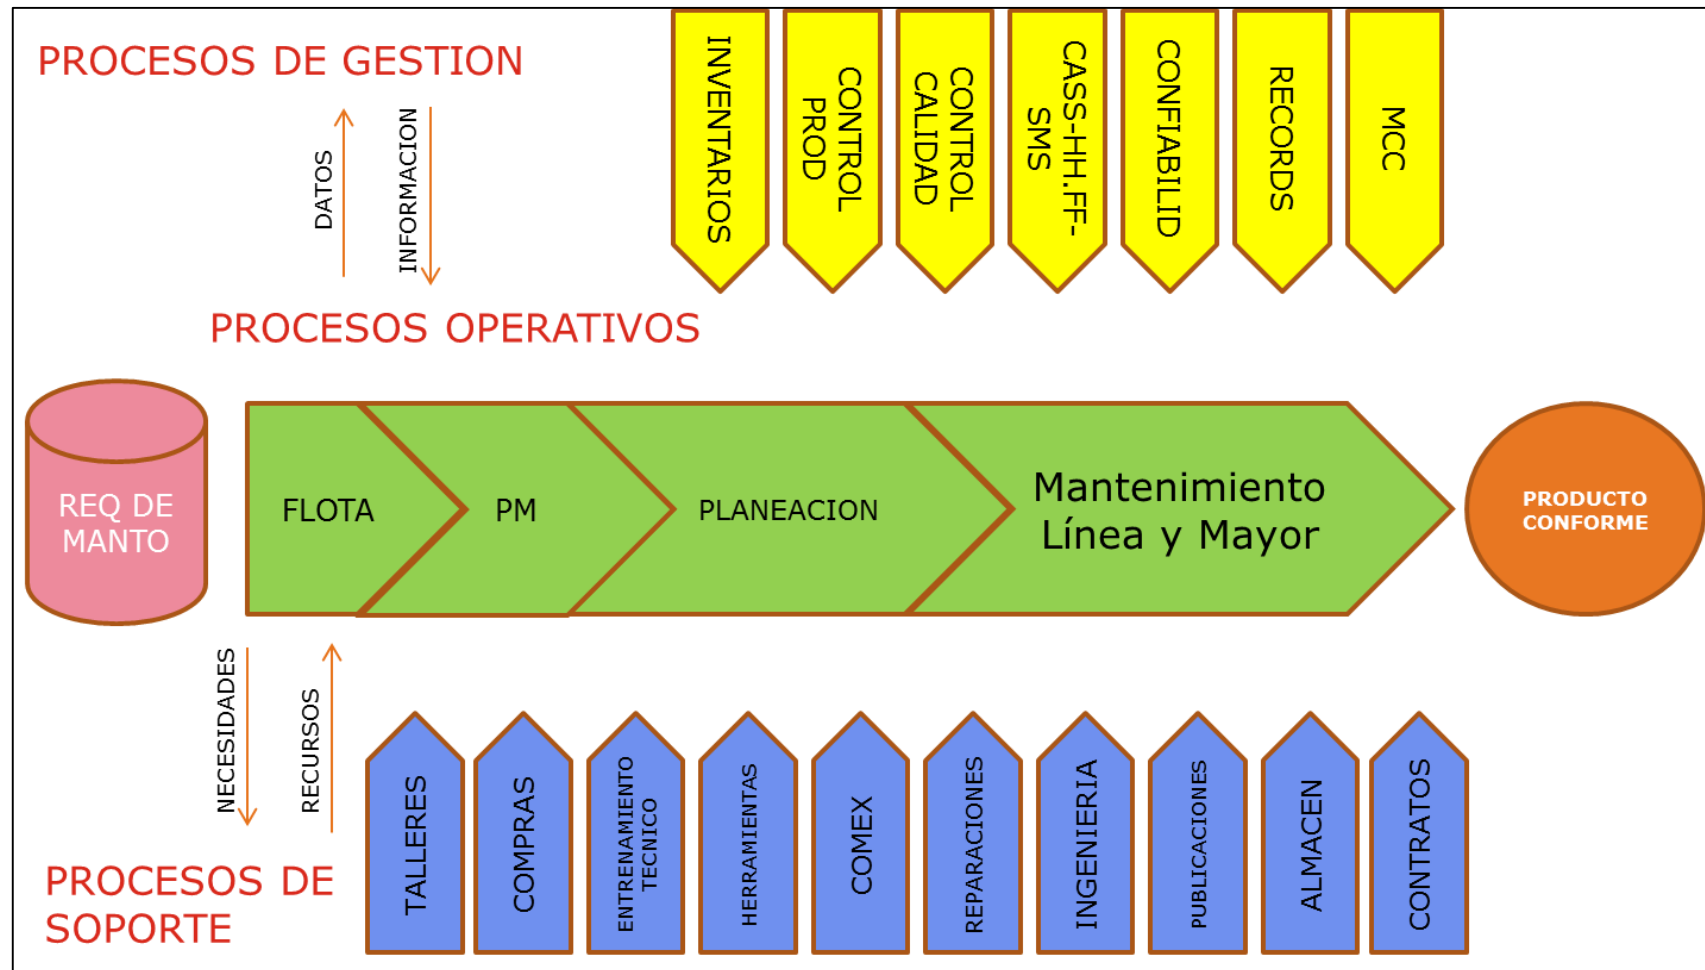 PROCESOS DE GESTION
DATOS
INFORMACION
INVENTARIOS
CONTROL
PROD
CONTROL
CALIDAD
CASS-HH.FF-
SMS
CONFIABILID
RECORDS
MCC
PROCESOS OPERATIVOS
REQ DE
MANTO
FLOTA
PM
PLANEACION
Mantenimiento
Línea y Mayor
PRODUCTO
CONFORME
NECESIDADES
RECURSOS
PROCESOS DE
SOPORTE
TALLERES
COMPRAS
ENTRENAMIENTO
TECNICO
HERRAMIENTAS
COMEX
REPARACIONES
INGENIERIA
PUBLICACIONES
ALMACEN
CONTRATOS